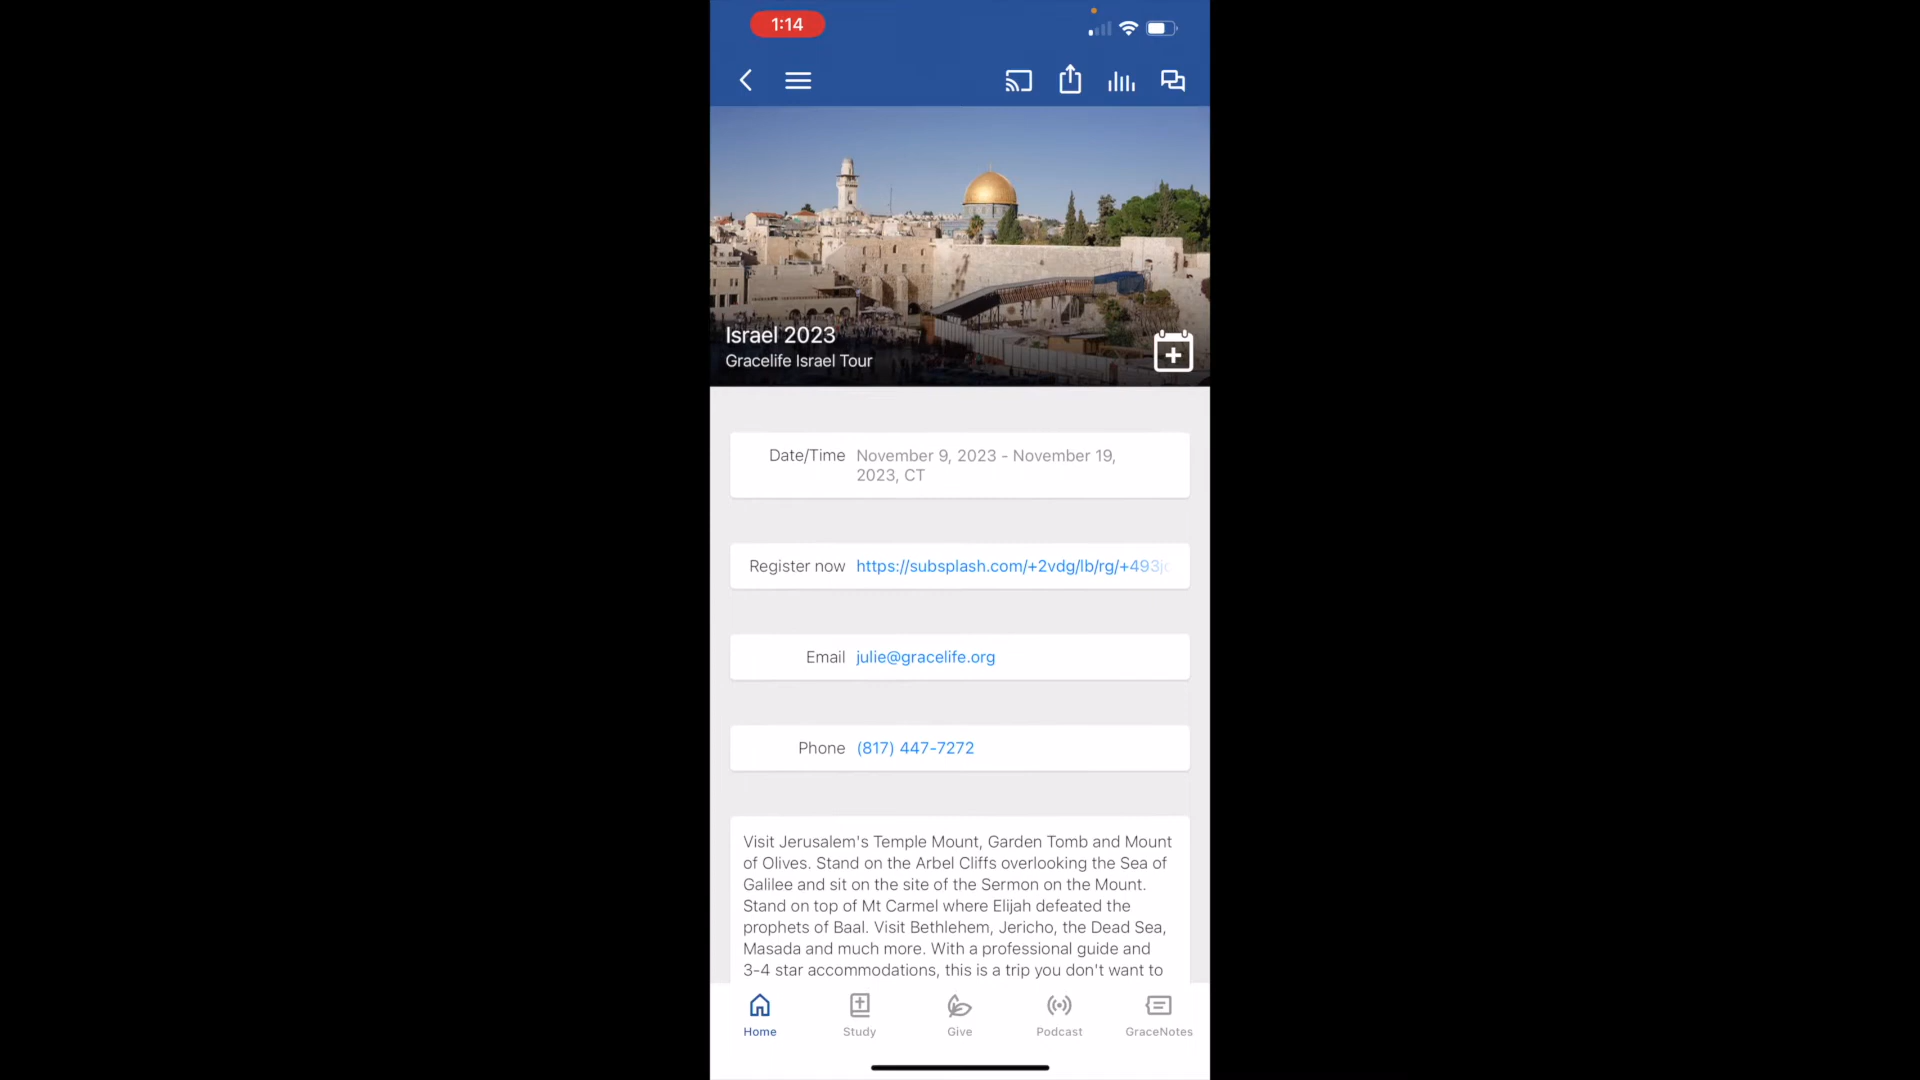 1:14
Israel 2023
Gracelife Israel Tour
Date/Time November 9, 2023 - November 19,
2023, CT
Register now https://subsplash.com/+2vdg/lb/rg/+493j
Email julie@gracelife.org
Phone (817) 447-7272
Visit Jerusalem's Temple Mount, Garden Tomb and Mount
of Olives. Stand on the Arbel Cliffs overlooking the Sea of
Galilee and sit on the site of the Sermon on the Mount.
Stand on top of Mt Carmel where Elijah defeated the
prophets of Baal. Visit Bethlehem, Jericho, the Dead Sea,
Masada and much more. With a professional guide and
3-4 star accommodations, this is a trip you don't want to
Home Study Give Podcast GraceNotes